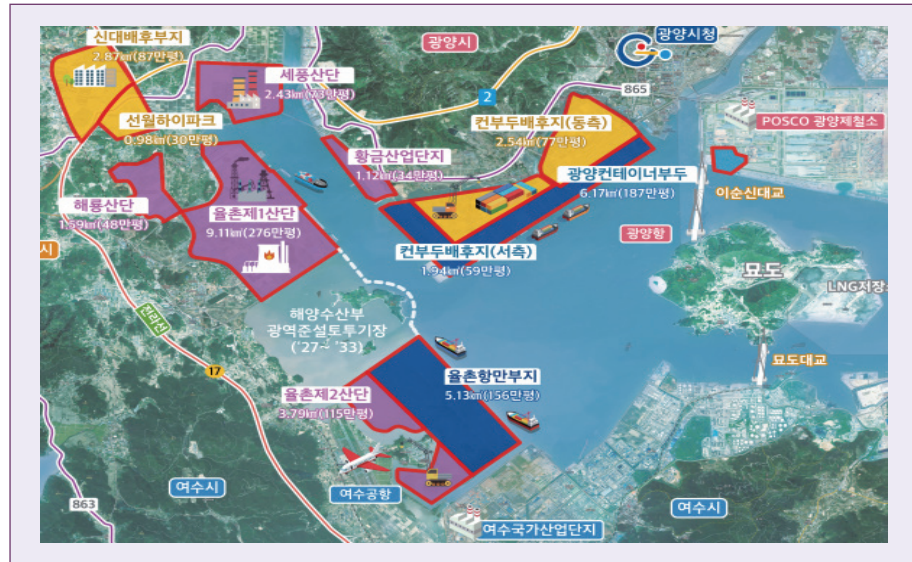 신대배후부지
2.87㎢(87만평)
광양시
광양시청
세풍산단
2.43㎢(73만평)
2
865
선월하이파크
0.98㎢(30만평)
컨부두배후지(동측)
2.54㎢(77만평)
POSCO 광양제철소
황금산업단지
1.12㎢(34만평)
광양컨테이너부두
6.17㎢(187만평)
이순신대교
해룡산단
1.59㎢(48만평)
율촌제1산단
9.11㎢(276만평)
시
광양항
컨부두배후지(서측)
1.94㎢(59만평)
묘도
LNG저장소
해양수산부
광역준설토투기장
('27~ '33)
전라선
묘도대교
17
율촌항만부지
5.13㎢(156만평)
율촌제2산단
3.79㎢(115만평)
여수시
여수공항
863
여수국가산업단지
여수시